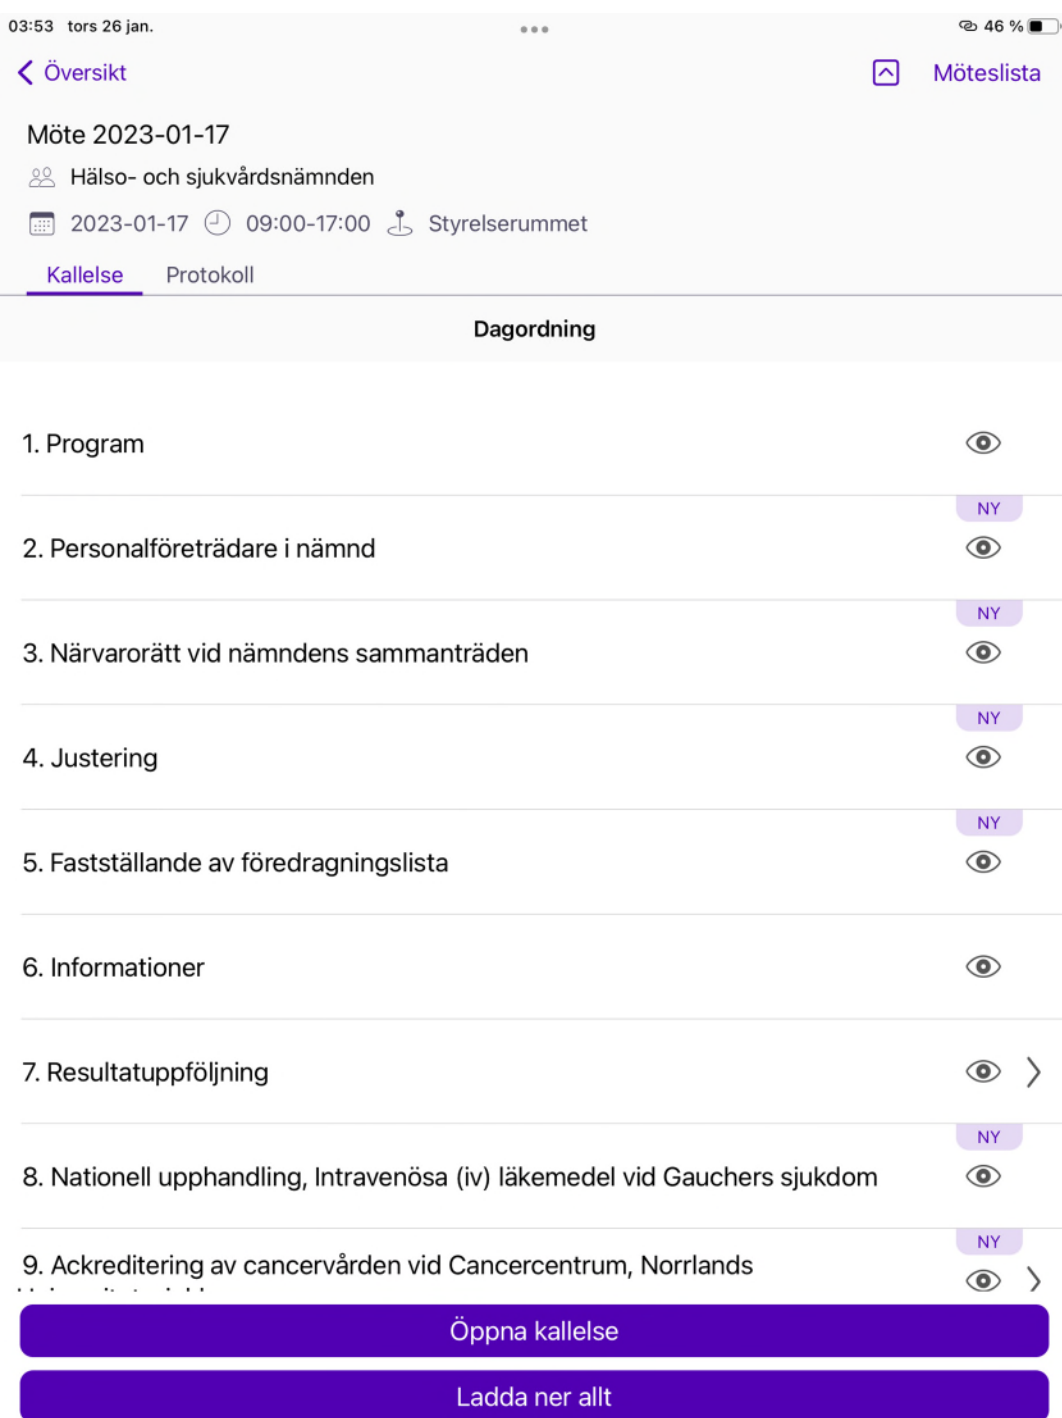 03:53 tors 26 jan.
46 %
Översikt
Möteslista
Möte 2023-01-17
Hälso- och sjukvårdsnämnden
2023-01-17 09:00-17:00 Styrelserummet
Kallelse Protokoll
Dagordning
1. Program
NY
2. Personalföreträdare i nämnd
NY
3. Närvarorätt vid nämndens sammanträden
NY
4. Justering
NY
5. Fastställande av föredragningslista
6. Informationer
7. Resultatuppföljning
NY
8. Nationell upphandling, Intravenösa (iv) läkemedel vid Gauchers sjukdom
NY
9. Ackreditering av cancervården vid Cancercentrum, Norrlands
Öppna kallelse
Ladda ner allt